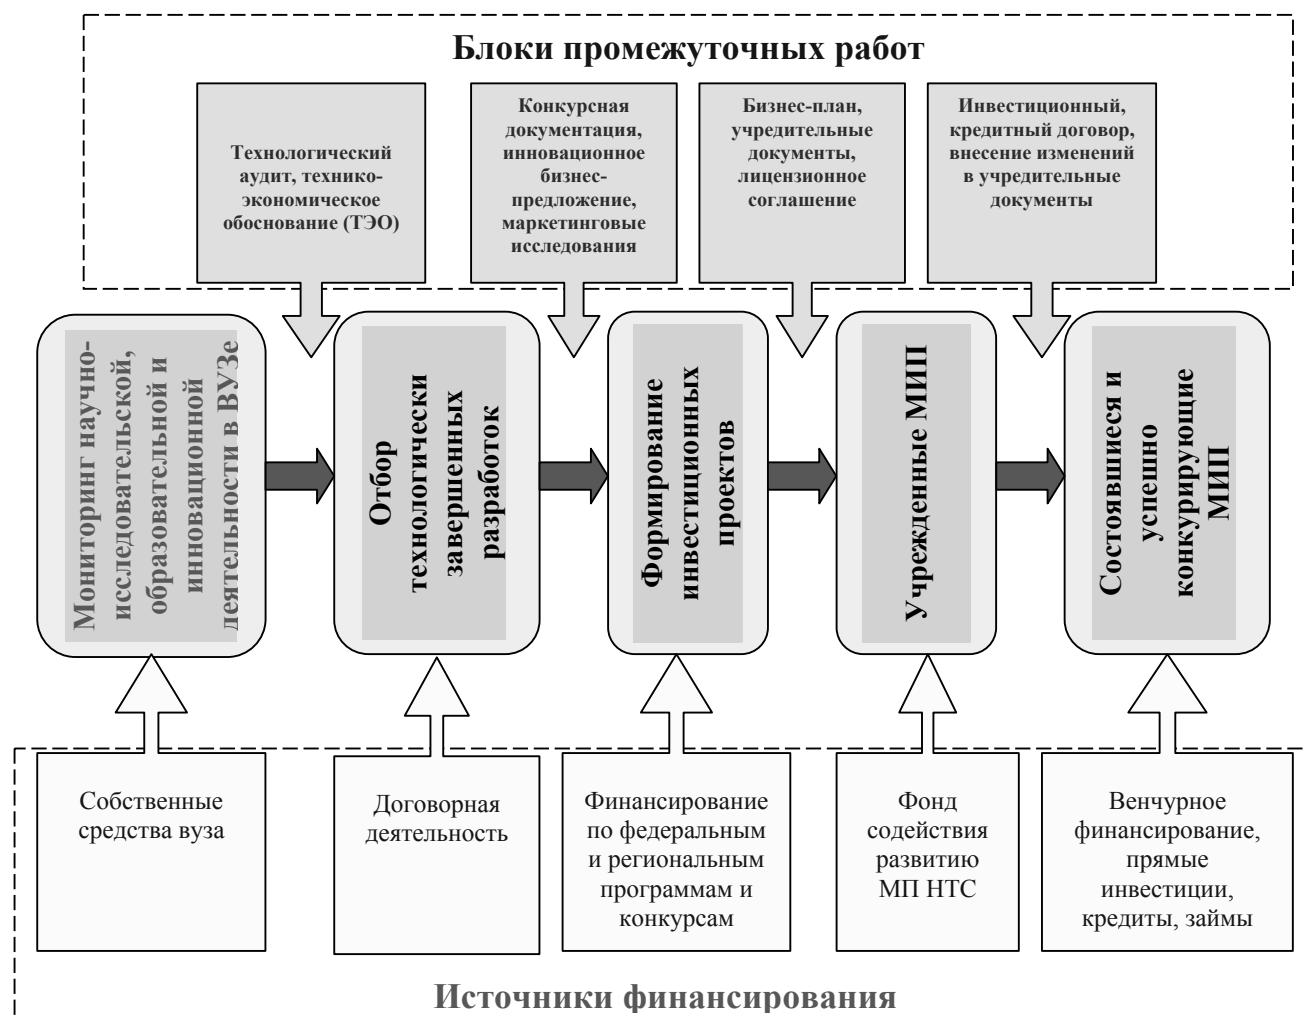 Блоки промежуточных работ
Технологический
аудит, технико-
экономическое
обоснование (ТЭО)
Конкурсная
документация,
инновационное
бизнес-
предложение,
маркетинговые
исследования
Бизнес-план,
учредительные
документы,
лицензионное
соглашение
Инвестиционный,
кредитный договор,
внесение изменений
в учредительные
документы
Мониторинг научно-
исследовательской,
образовательной и
инновационной
деятельности в ВУЗе
Отбор
технологически
завершенных
разработок
Формирование
инвестиционных
проектов
Учрежденные МИП
Состоявшиеся и
успешно
конкурирующие
МИП
Собственные
средства вуза
Договорная
деятельность
Финансирование
по федеральным
и региональным
программам и
конкурсам
Фонд
содействия
развитию
МП НТС
Венчурное
финансирование,
прямые
инвестиции,
кредиты, займы
Источники финансирования